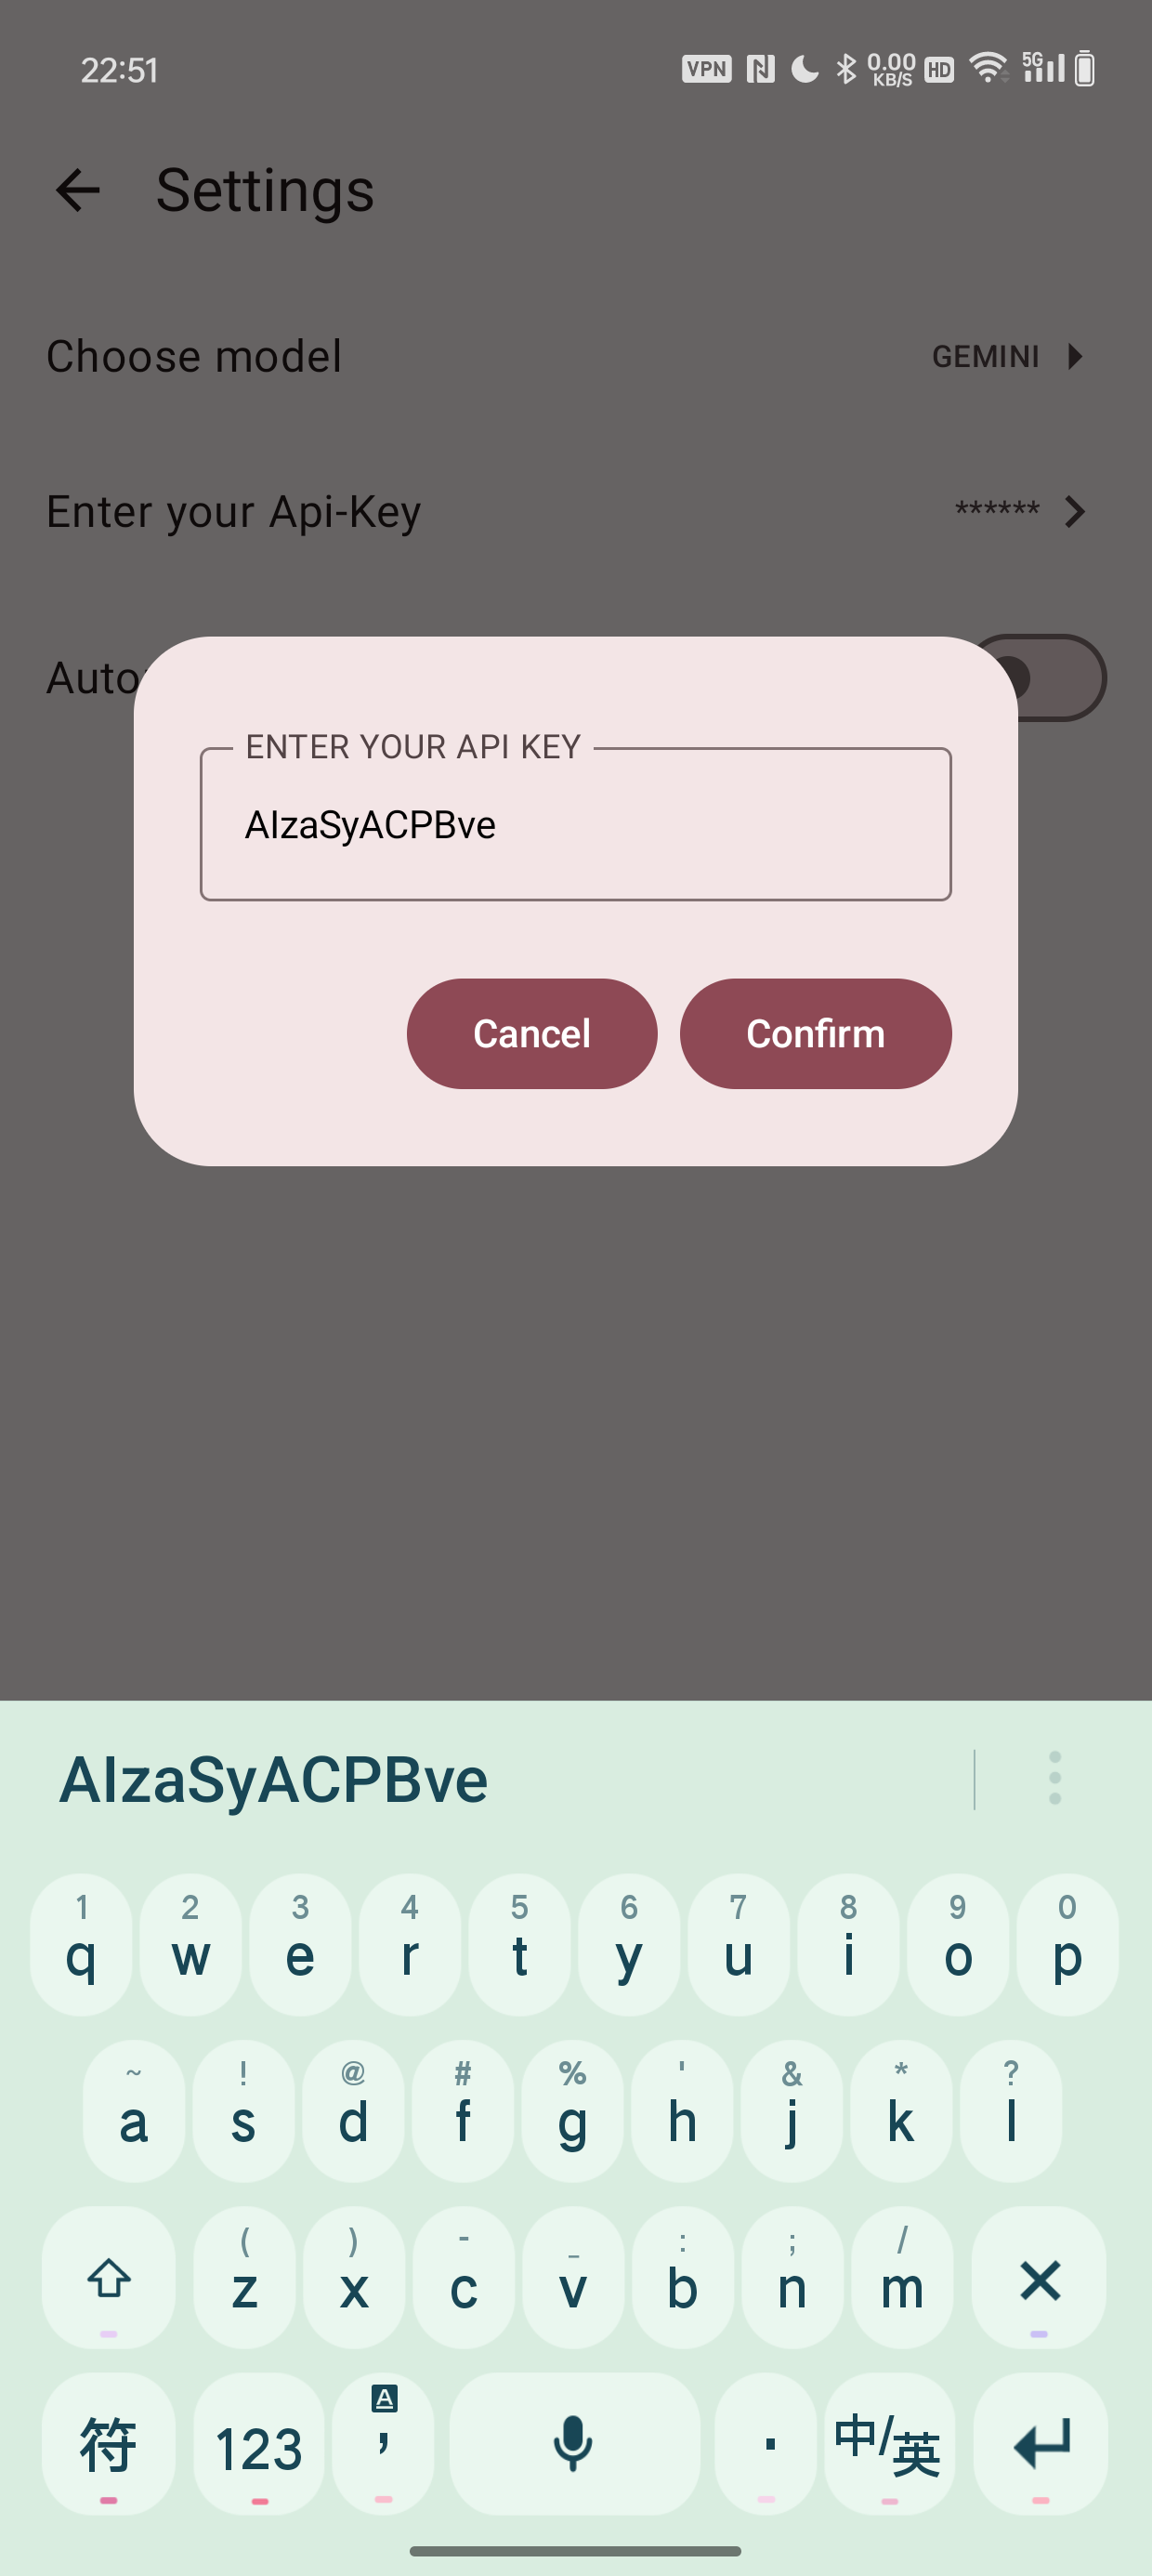 22:51 VPN 0.00 KB/S HD 5G
Settings
Choose model GEMINI
Enter your Api-Key ******
Auto
ENTER YOUR API KEY
AIzaSyACPBve
Cancel Confirm
AIzaSyACPBve
1 2 3 4 5 6 7 8 9 0
q w e r t y u i o p
~ ! @ # % ' & * ?
a s d f g h j k l
( ) - _ : ; /
z x c v b n m
符 123 A , . 中/英